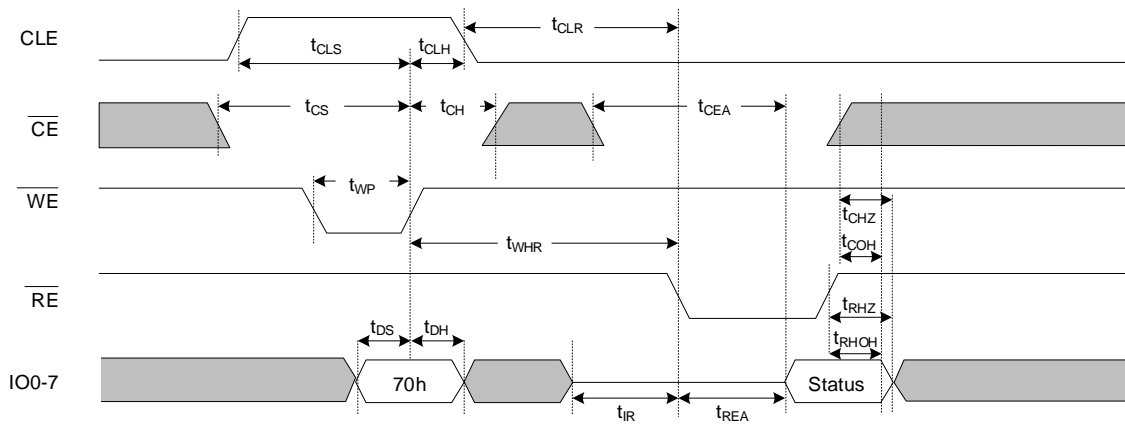 CLE
tCLR
tCLS
tCLH
CE
tCS
tCH
tCEA
WE
tWP
tCHZ
tWHR
tCOH
RE
tRHZ
tDS
tDH
tRHOH
IO0-7
70h
Status
tIR
tREA